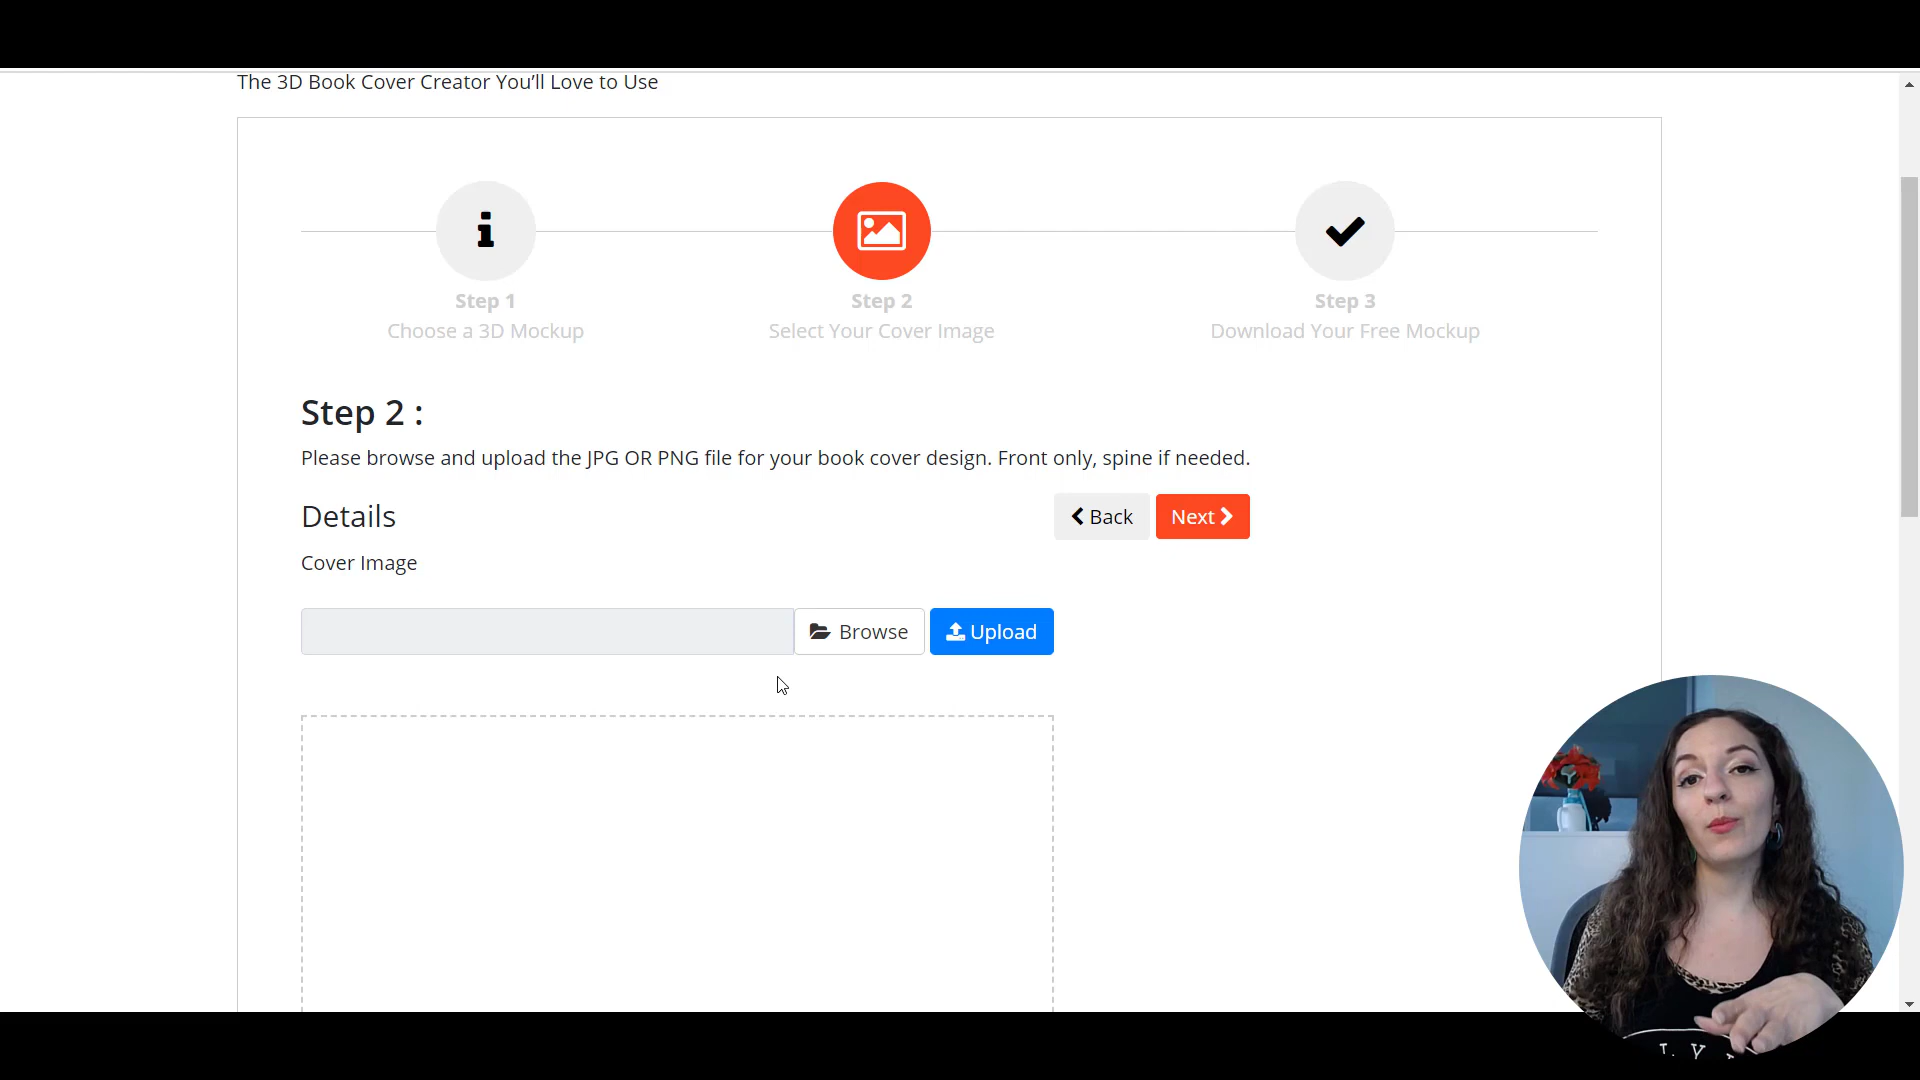 The 3D Book Cover Creator You’ll Love to Use
Step 1
Choose a 3D Mockup
Step 2
Select Your Cover Image
Step 3
Download Your Free Mockup
Step 2 :
Please browse and upload the JPG OR PNG file for your book cover design. Front only, spine if needed.
Details
Back
Next
Cover Image
Browse
Upload